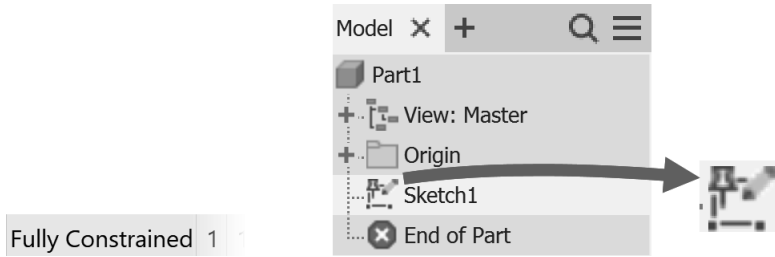 Model
Part1
View: Master
Origin
Sketch1
End of Part
Fully Constrained 1